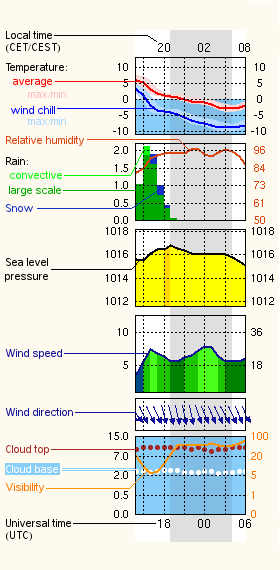 Local time
(CET/CEST)
20 02 08
Temperature:
average
max/min
wind chill
max/min
10 10
5 5
0 0
-5 -5
-10 -10
Relative humidity
Rain:
convective
large scale
Snow
2.0 96
1.5 84
1.0 73
0.5 61
0.0 50
Sea level
pressure
1018 1018
1016 1016
1014 1014
1012 1012
Wind speed
10 36
5 18
Wind direction
Cloud top
Cloud base
Visibility
15.0 100
7.0 20
2.0 5
0.5 1
0.0 0
Universal time
(UTC)
18 00 06